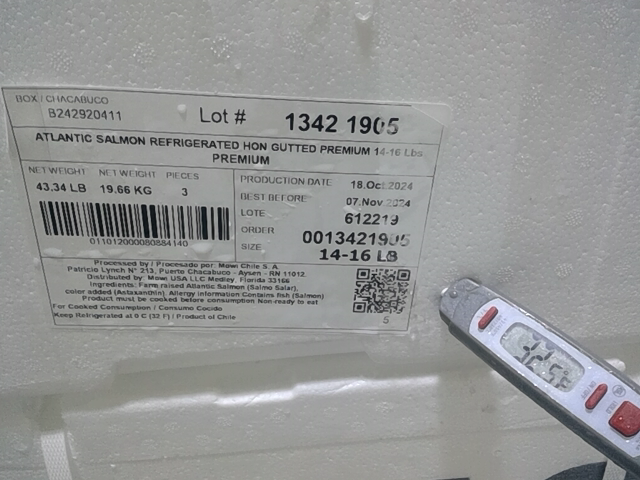 BOX / CHACABUCO
B242920411
Lot # 1342 1905
ATLANTIC SALMON REFRIGERATED HON GUTTED PREMIUM 14-16 Lbs
PREMIUM
NET WEIGHT NET WEIGHT PIECES
43.34 LB 19.66 KG 3
PRODUCTION DATE 18.Oct.2024
BEST BEFORE 07.Nov.2024
LOTE 612219
ORDER 0013421905
SIZE: 14-16 LB
01101200008088 4140
Processed by / Procesado por: Mowi Chile S. A.
Patricio Lynch N° 213, Puerto Chacabuco - Aysen - RN 11012
Distributed by: Mowi USA LLC Medley, Florida 33166
Ingredients: Farm raised Atlantic Salmon (Salmo Salar),
color added (Astaxanthin) Allergy information Contains fish (Salmon)
Product must be cooked before consumption Non-ready to eat
For Cooked Consumption / Consumo Cocido
Keep Refrigerated at 0 C (32 F) / Product of Chile
5
32.5°F